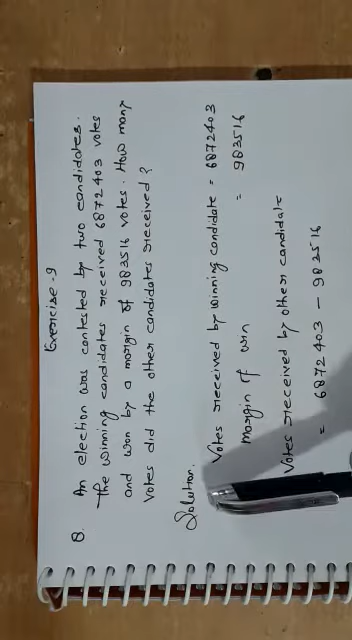 Exercise - 9
8. An election was contested by two candidates.
the winning candidates received 6872403 votes
and won by a margin of 983516 votes. How many
votes did the other candidates received?
Solution.
Votes received by winning candidate = 6872403
Margin of win = 983516
Votes received by other candidate
= 6872403 - 983516